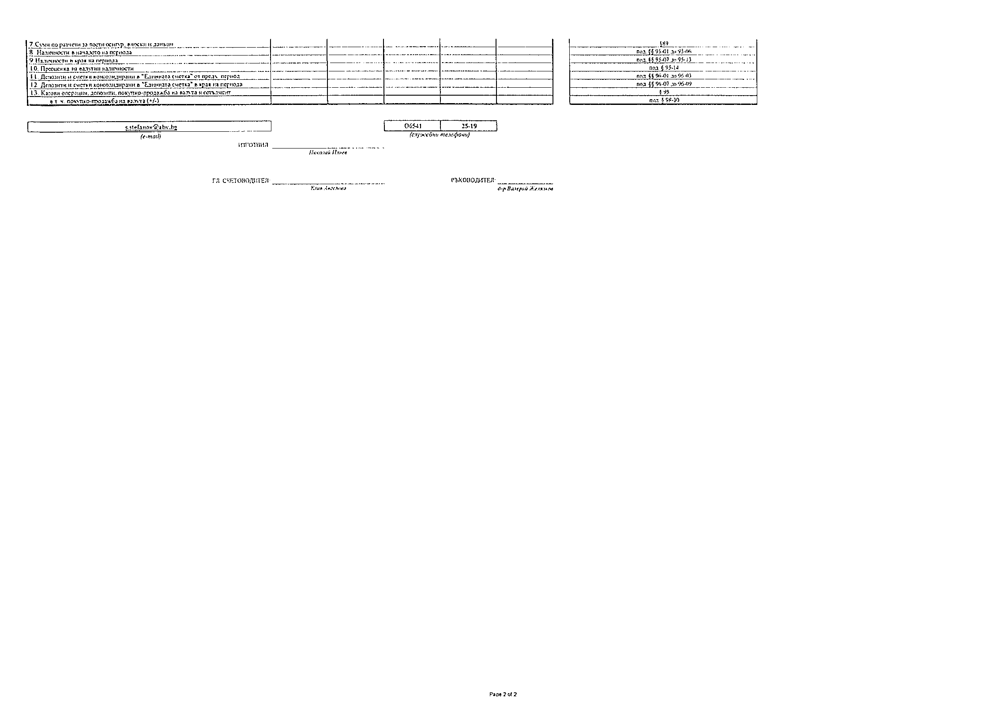 7.Суми по разчети за пости осигур, вноски и данъци §89
8. Наличности в началото на периода под. §§ 95-01 до 95-06
9.Наличности в края на периода под. §§ 95-07 до 95-13
10. Преоценка на валутни наличности под. § 95-14
11. Депозити и сметки консолидирани в "Единната сметка" от предх. период под. §§ 96-01 до 96-03
12. Депозити и сметки консолидирани в "Единната сметка" в края на периода под. §§ 96-07 до 96-09
13. Касови операции, депозити, покупко-продажба на валута и сетълмент § 98
в т. ч. покупко-продажба на валута (+/-) под. § 98-30
s.stefanov@abv.bg 06541 25-19
(e-mail) (служебни телефони)
ИЗГОТВИЛ
Николай Илиев
ГЛ. СЧЕТОВОДИТЕЛ: РЪКОВОДИТЕЛ:
Ангелова д-р Валерий Желязков
Page 2 of 2